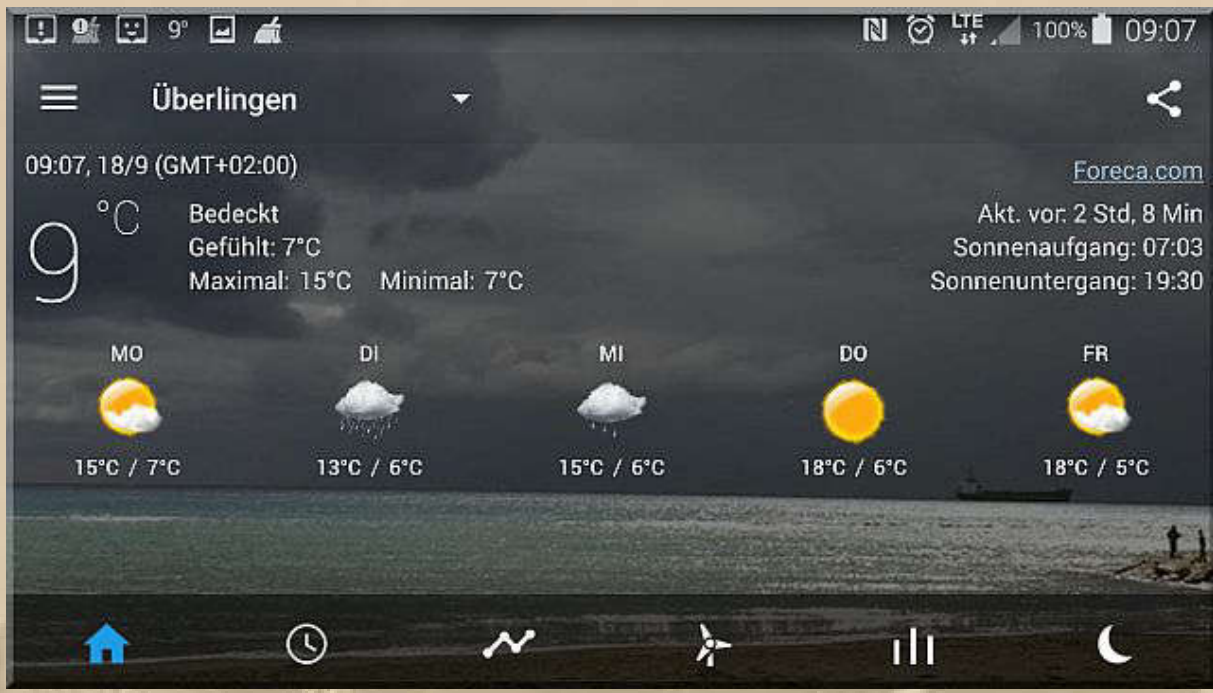 9° LTE 100% 09:07
Überlingen
09:07, 18/9 (GMT+02:00)
Foreca.com
9 °C
Bedeckt
Gefühlt: 7°C
Maximal: 15°C Minimal: 7°C
Akt. vor: 2 Std, 8 Min
Sonnenaufgang: 07:03
Sonnenuntergang: 19:30
MO DI MI DO FR
15°C / 7°C 13°C / 6°C 15°C / 6°C 18°C / 6°C 18°C / 5°C